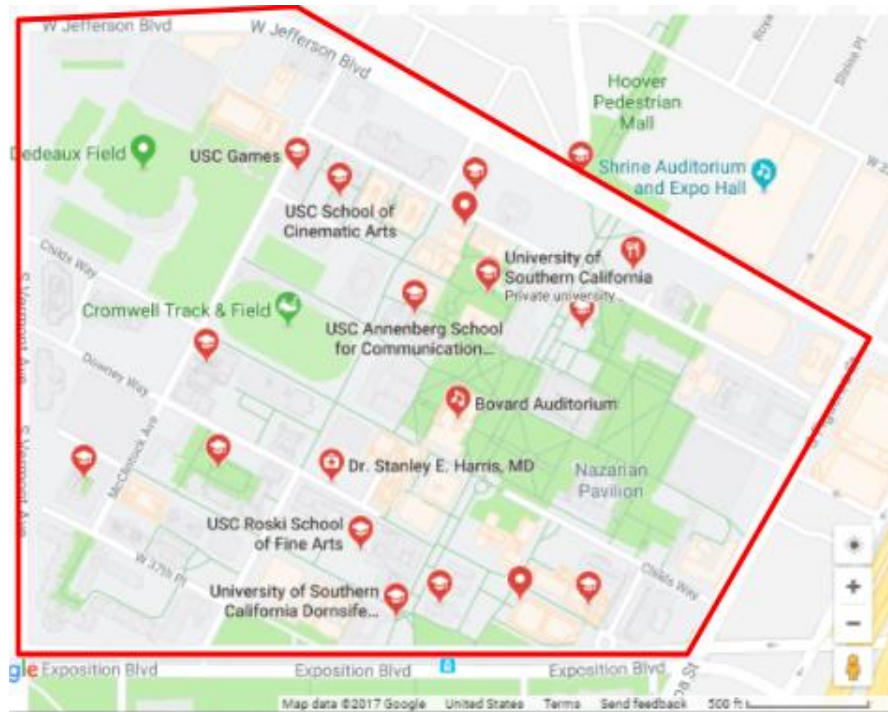 W Jefferson Blvd
W Jefferson Blvd
Hoover
Pedestrian
Mall
Dedeaux Field
USC Games
Shrine Auditorium
and Expo Hall
Shrine Pl
USC School of
Cinematic Arts
University of
Southern California
Private university...
Childs Way
S Vermont Ave
Cromwell Track & Field
USC Annenberg School
for Communication...
Downey Way
Bovard Auditorium
McClintock Ave
S Vermont Ave
Dr. Stanley E. Harris, MD
Nazarian
Pavilion
USC Roski School
of Fine Arts
W 37th Pl
University of Southern
California Dornsife...
Childs Way
gle Exposition Blvd
Exposition Blvd
Exposition Blvd
Map data ©2017 Google United States Terms Send feedback 500 ft